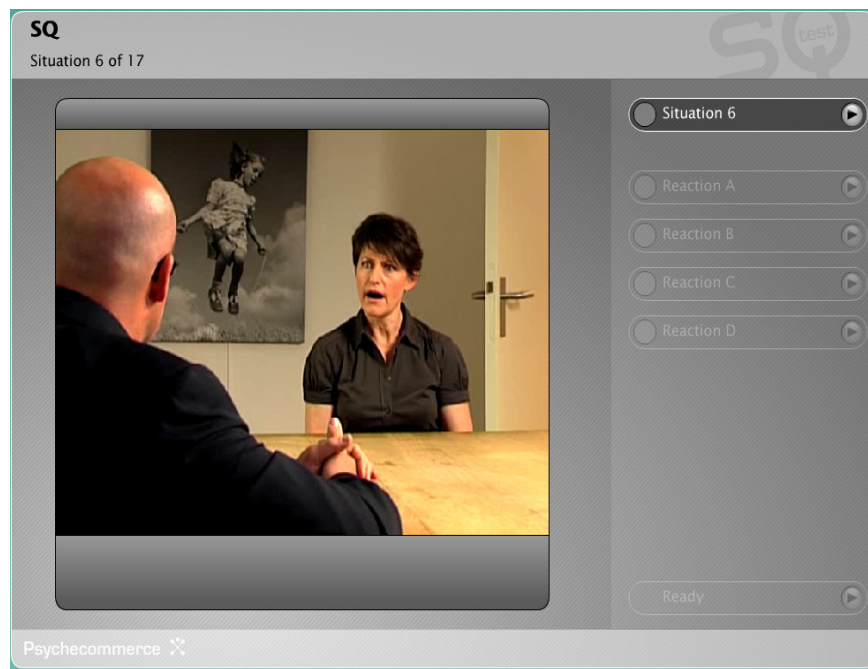 SQ
Situation 6 of 17
SQ test
Situation 6
Reaction A
Reaction B
Reaction C
Reaction D
Ready
Psychecommerce